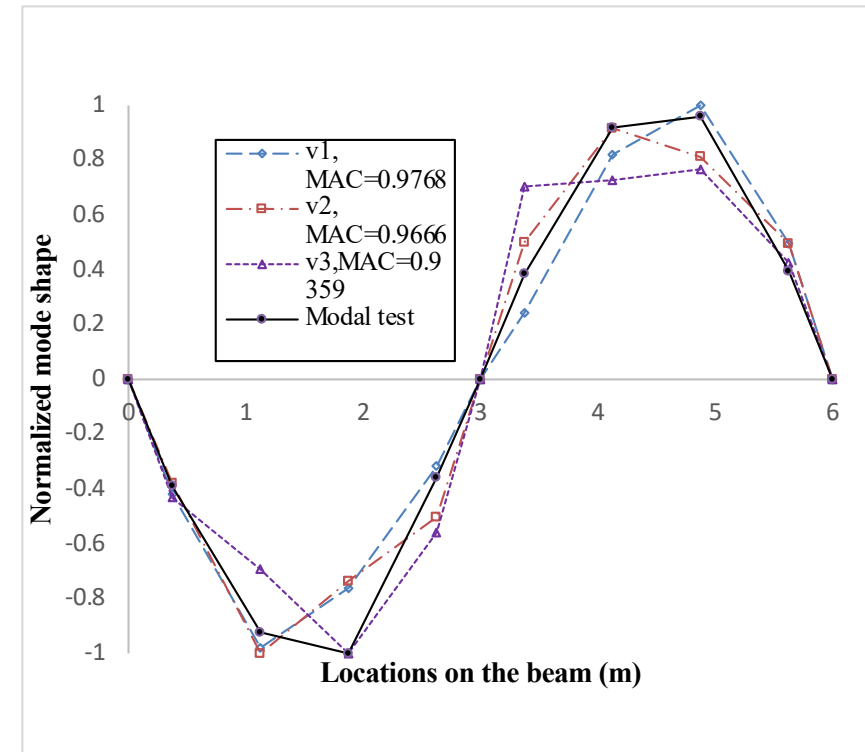 1
0.8
0.6
0.4
0.2
0
-0.2
-0.4
-0.6
-0.8
-1
Normalized mode shape
v1,
MAC=0.9768
v2,
MAC=0.9666
v3,MAC=0.9
359
Modal test
0 1 2 3 4 5 6
Locations on the beam (m)